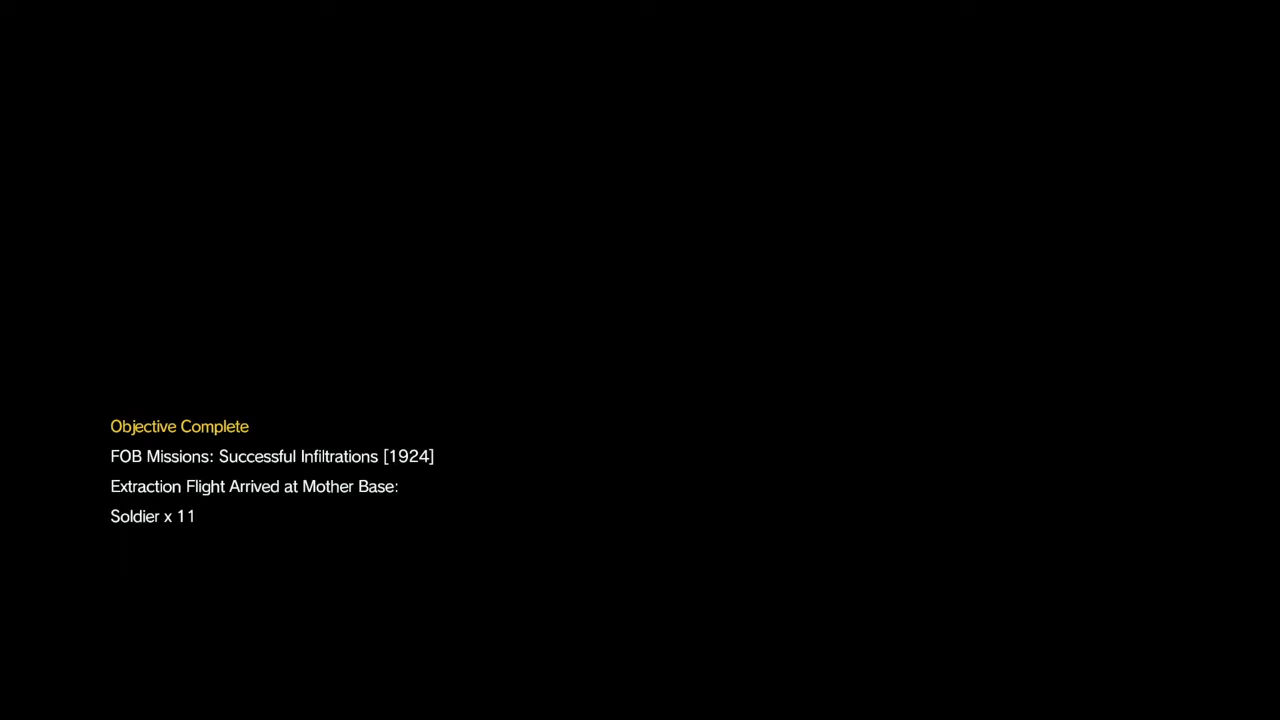 Objective Complete
FOB Missions: Successful Infiltrations [1924]
Extraction Flight Arrived at Mother Base:
Soldier x 11